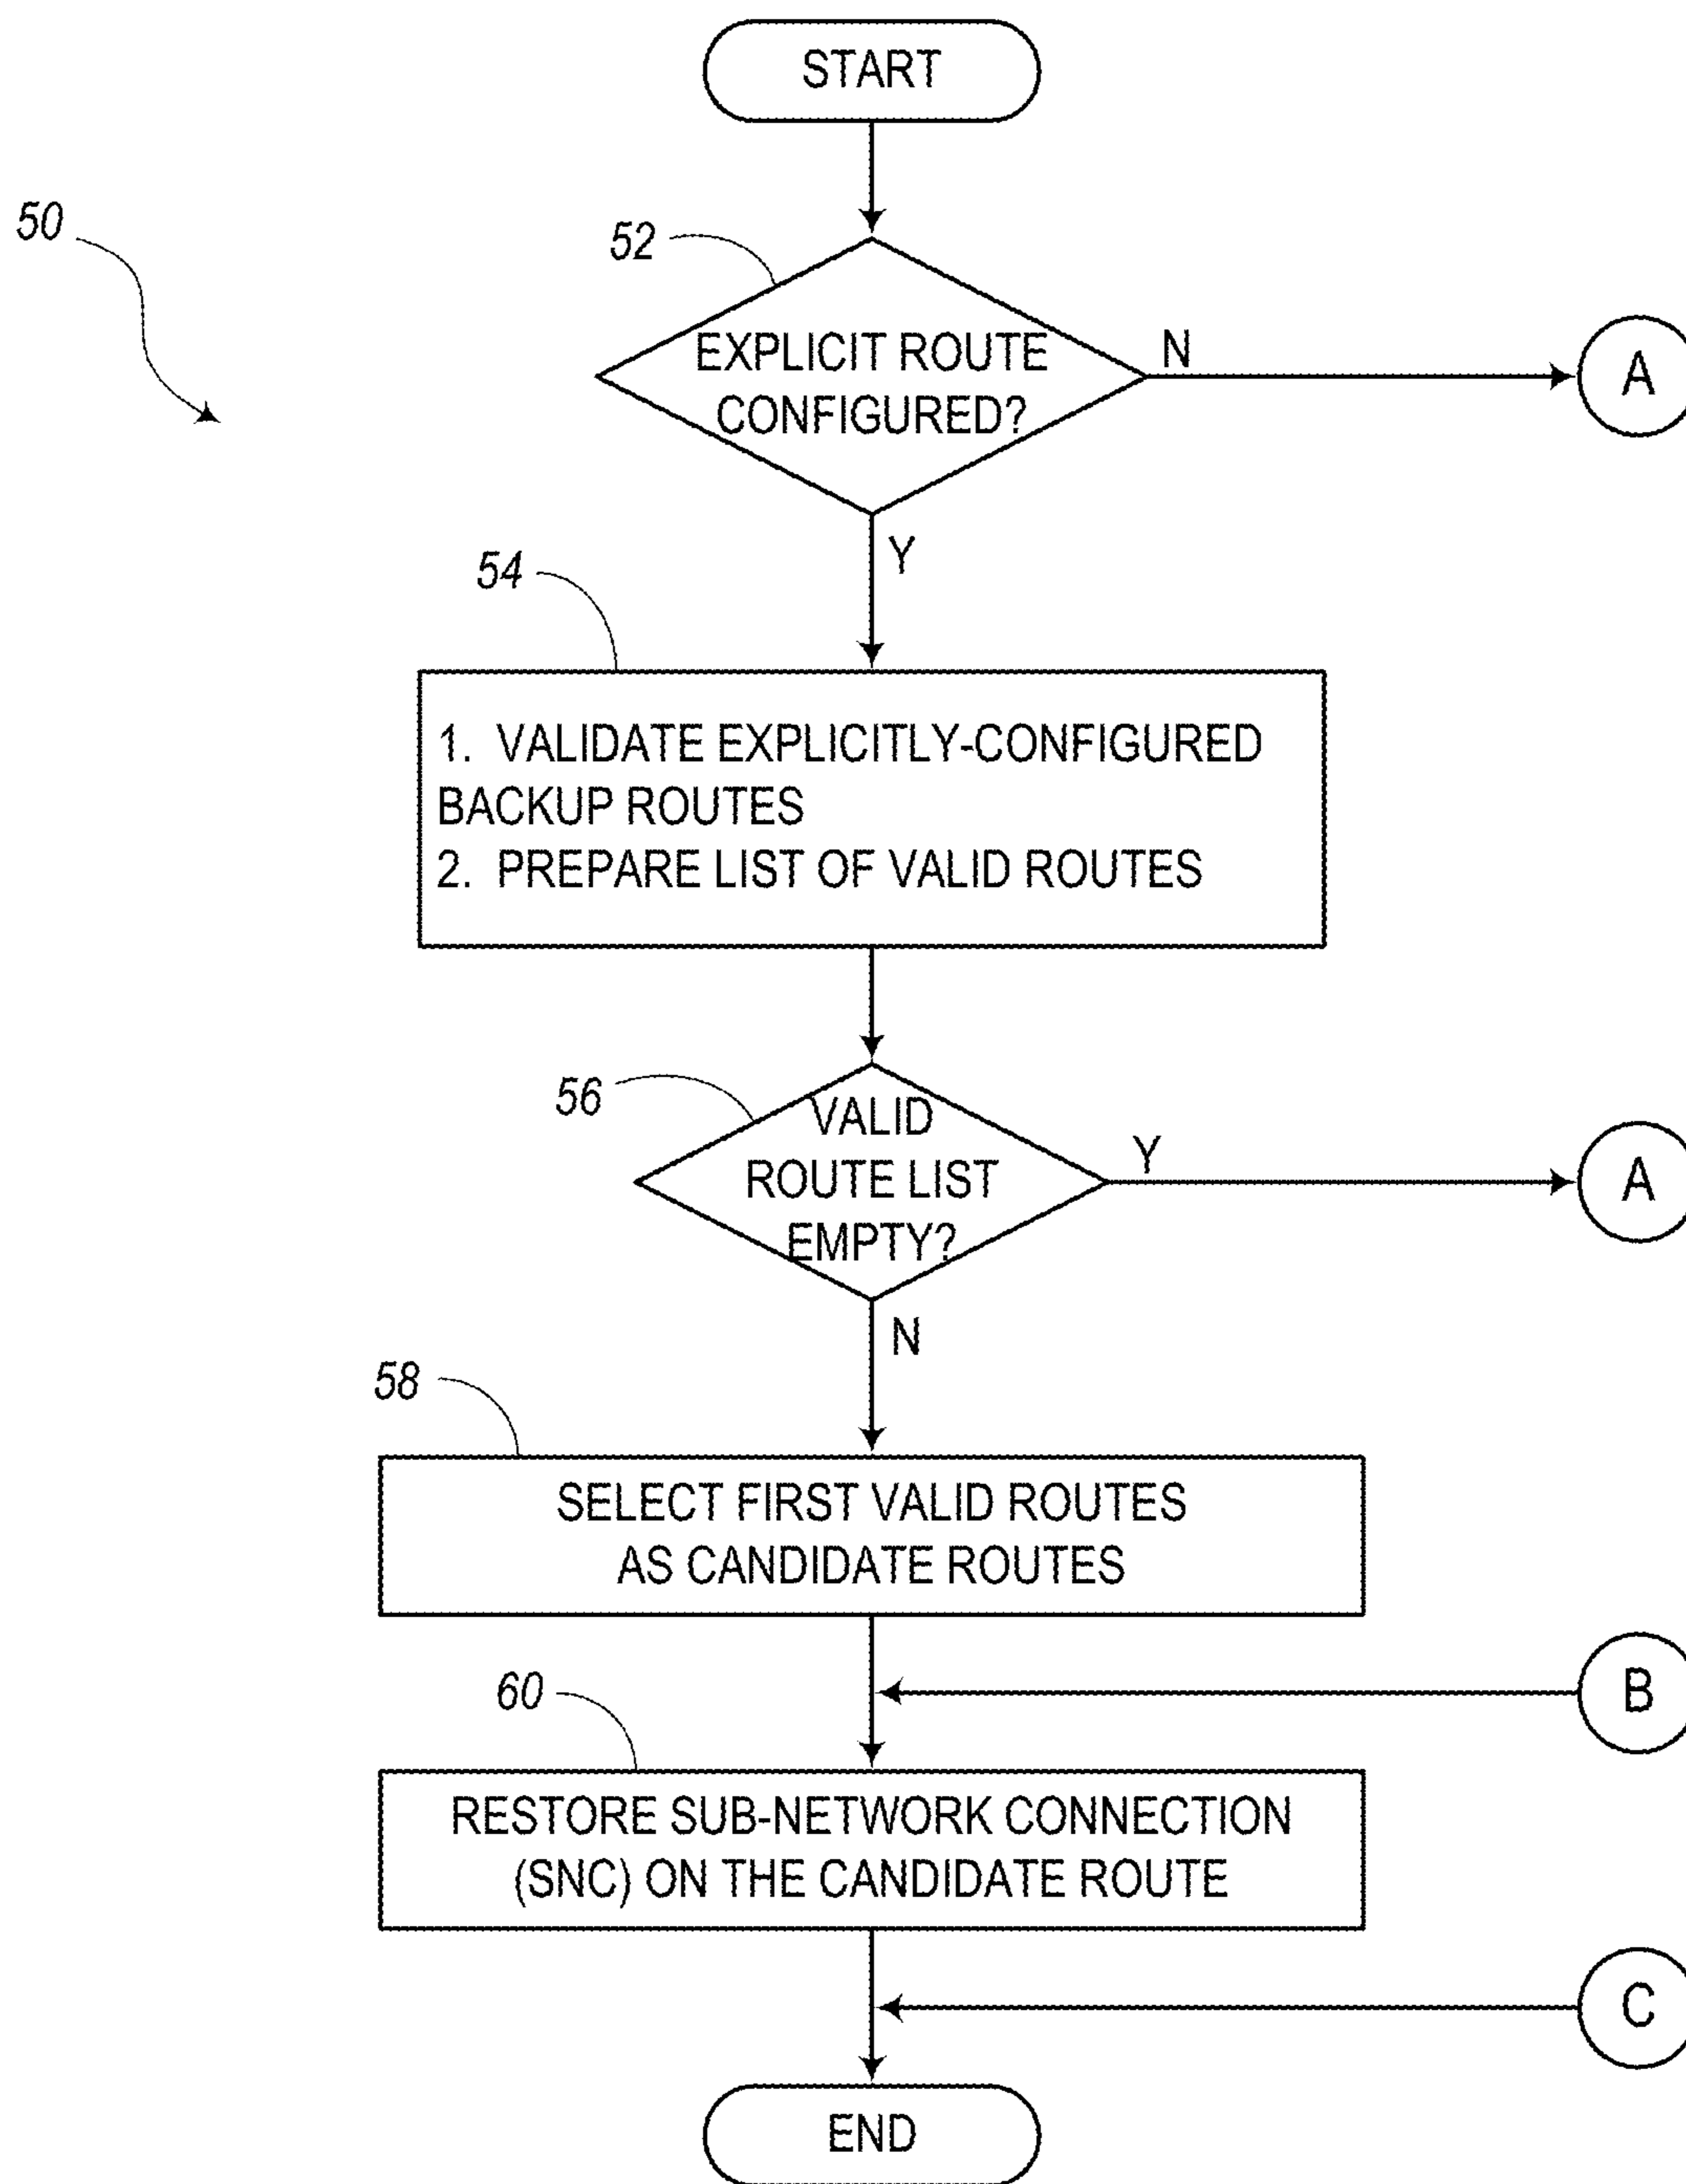 START
50
52
EXPLICIT ROUTE
CONFIGURED?
N
A
Y
54
1. VALIDATE EXPLICITLY-CONFIGURED
BACKUP ROUTES
2. PREPARE LIST OF VALID ROUTES
56
VALID
ROUTE LIST
EMPTY?
Y
A
N
58
SELECT FIRST VALID ROUTES
AS CANDIDATE ROUTES
B
60
RESTORE SUB-NETWORK CONNECTION
(SNC) ON THE CANDIDATE ROUTE
C
END